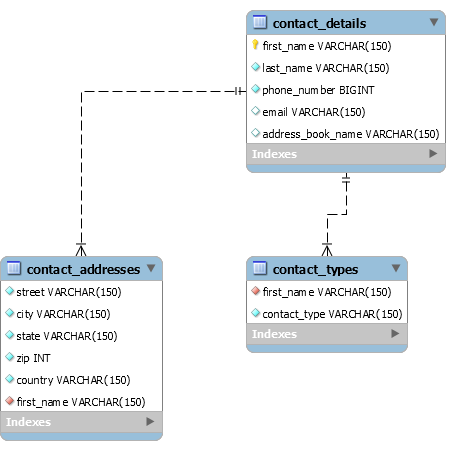 contact_details
first_name VARCHAR(150)
last_name VARCHAR(150)
phone_number BIGINT
email VARCHAR(150)
address_book_name VARCHAR(150)
Indexes
contact_addresses
street VARCHAR(150)
city VARCHAR(150)
state VARCHAR(150)
zip INT
country VARCHAR(150)
first_name VARCHAR(150)
Indexes
contact_types
first_name VARCHAR(150)
contact_type VARCHAR(150)
Indexes